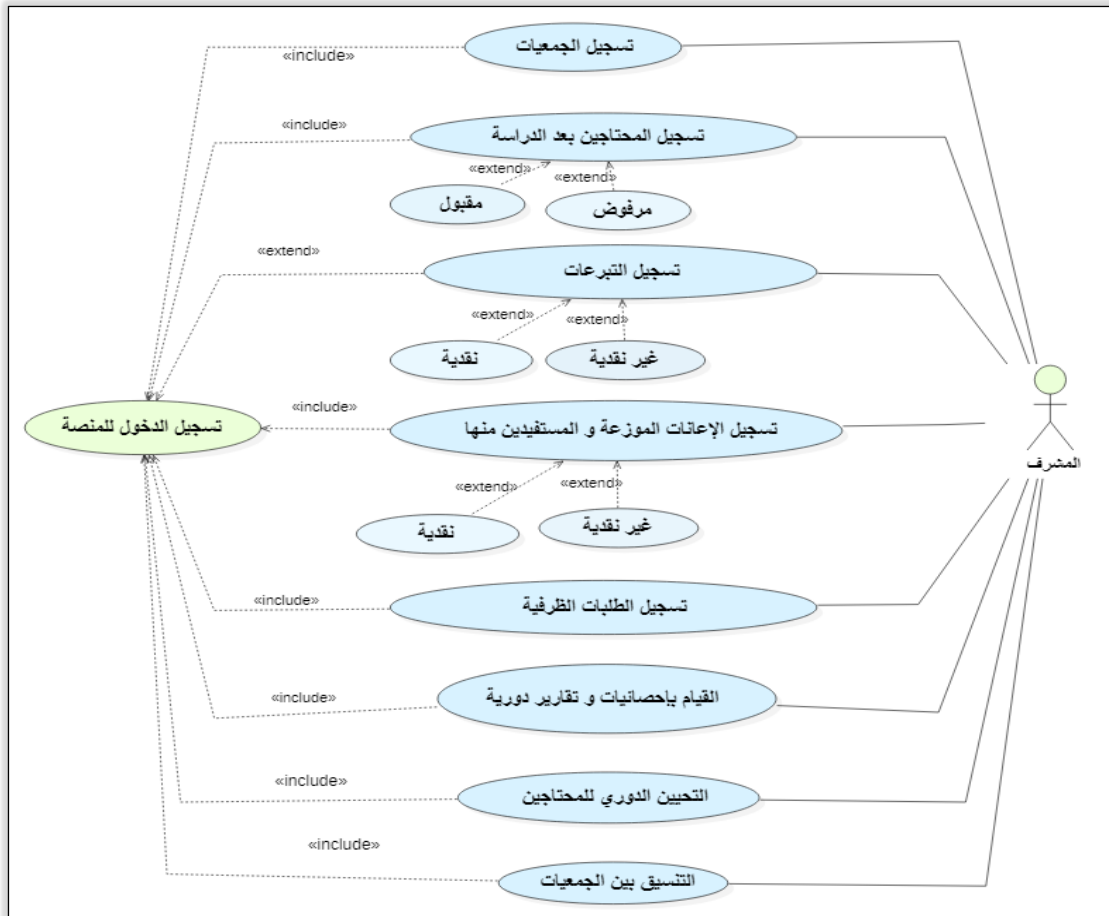 تسجيل الجمعيات
«include»
«include»
تسجيل المحتاجين بعد الدراسة
«extend»
«extend»
مقبول
مرفوض
«extend»
تسجيل التبرعات
«extend»
«extend»
نقدية
غير نقدية
«include»
تسجيل الدخول للمنصة
تسجيل الإعانات الموزعة و المستفيدين منها
المشرف
«extend»
«extend»
نقدية
غير نقدية
«include»
تسجيل الطلبات الظرفية
«include»
القيام بإحصائيات و تقارير دورية
«include»
التحيين الدوري للمحتاجين
«include»
التنسيق بين الجمعيات